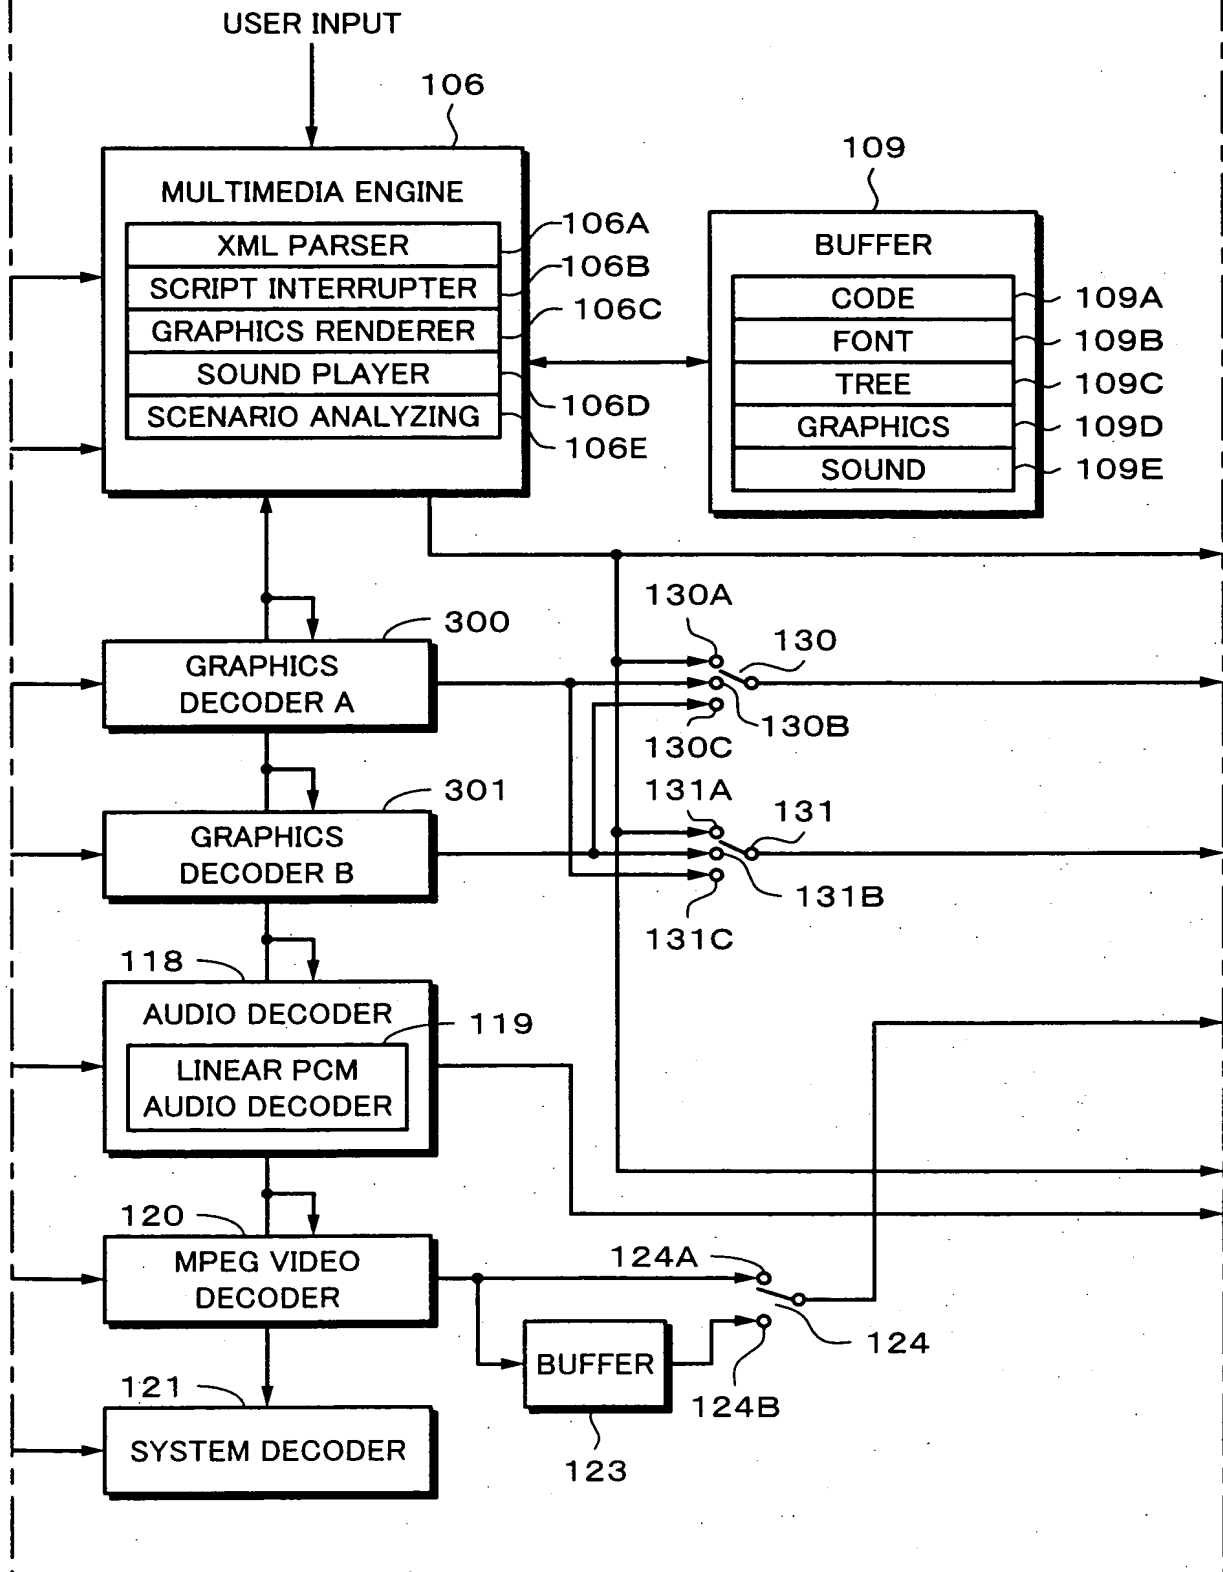 USER INPUT
106
MULTIMEDIA ENGINE
XML PARSER
106A
SCRIPT INTERRUPTER
106B
GRAPHICS RENDERER
106C
SOUND PLAYER
106D
SCENARIO ANALYZING
106E
109
BUFFER
CODE
109A
FONT
109B
TREE
109C
GRAPHICS
109D
SOUND
109E
300
GRAPHICS
DECODER A
130A
130
130B
130C
301
GRAPHICS
DECODER B
131A
131
131B
131C
118
AUDIO DECODER
119
LINEAR PCM
AUDIO DECODER
120
MPEG VIDEO
DECODER
124A
124
124B
BUFFER
123
121
SYSTEM DECODER